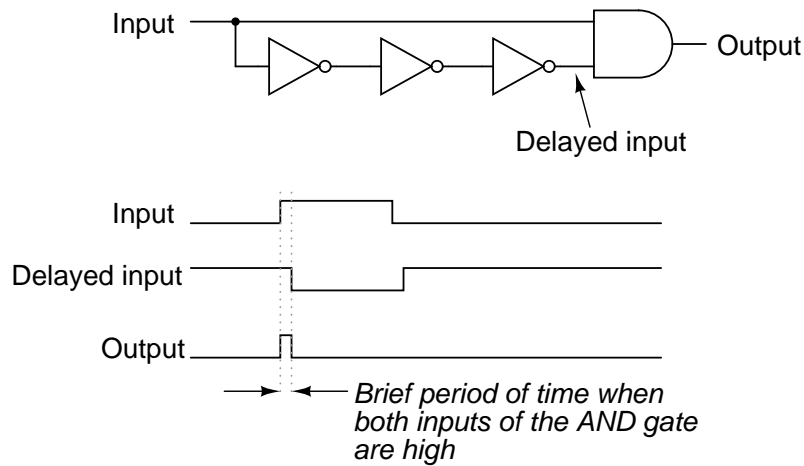 Input
Output
Delayed input
Input
Delayed input
Output
Brief period of time when
both inputs of the AND gate
are high